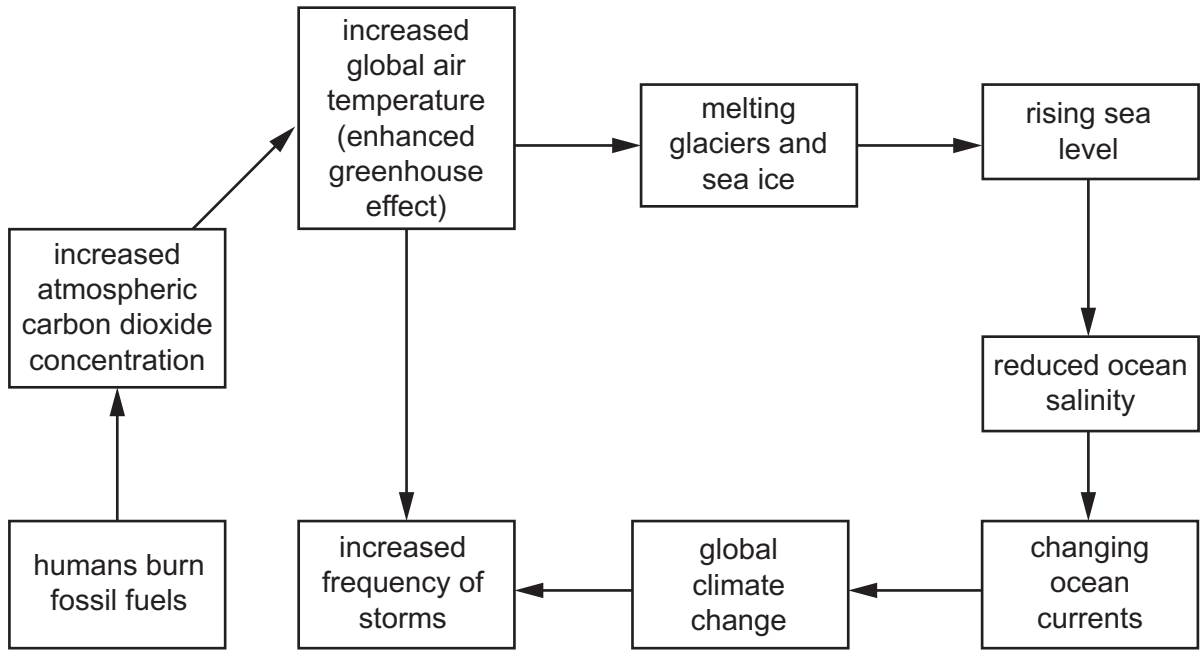 increased
global air
temperature
(enhanced
greenhouse
effect)
melting
glaciers and
sea ice
rising sea
level
increased
atmospheric
carbon dioxide
concentration
reduced ocean
salinity
humans burn
fossil fuels
increased
frequency of
storms
global
climate
change
changing
ocean
currents